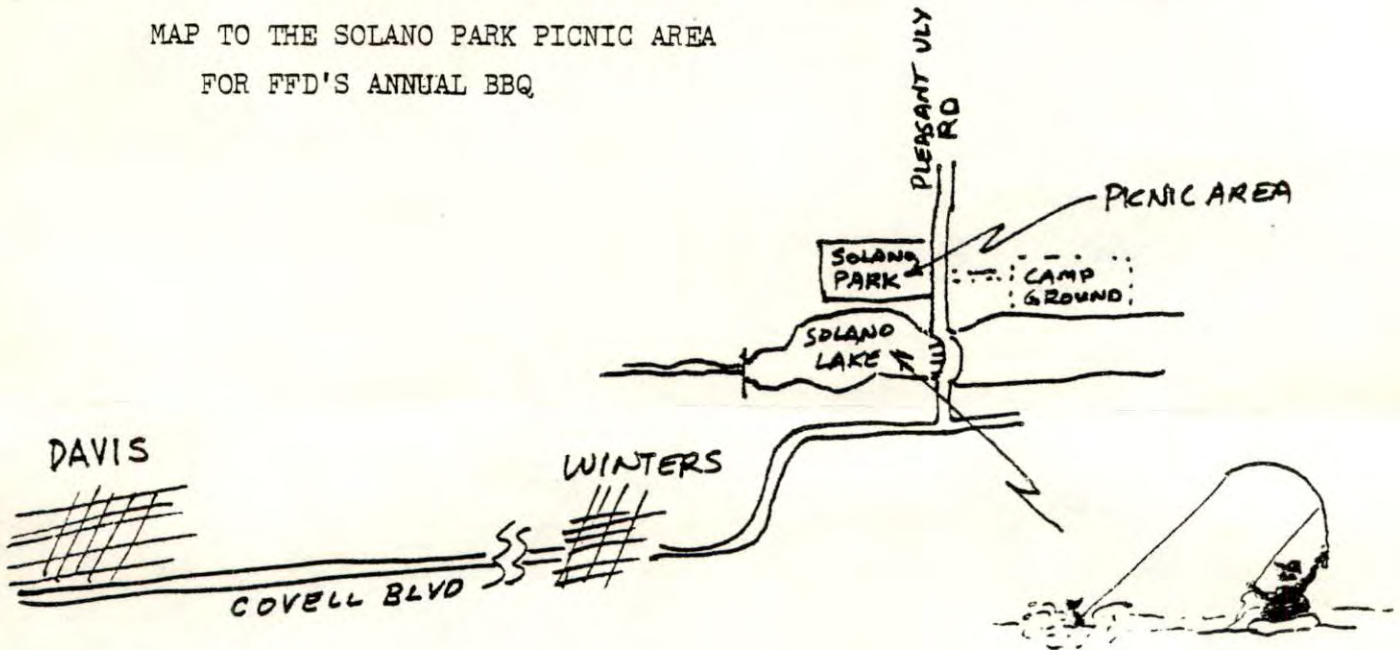 MAP TO THE SOLANO PARK PICNIC AREA
FOR FFD'S ANNUAL BBQ
PLEASANT VLY
RD
PICNIC AREA
SOLANO
PARK
CAMP
GROUND
SOLANO
LAKE
DAVIS
WINTERS
COVELL BLVD